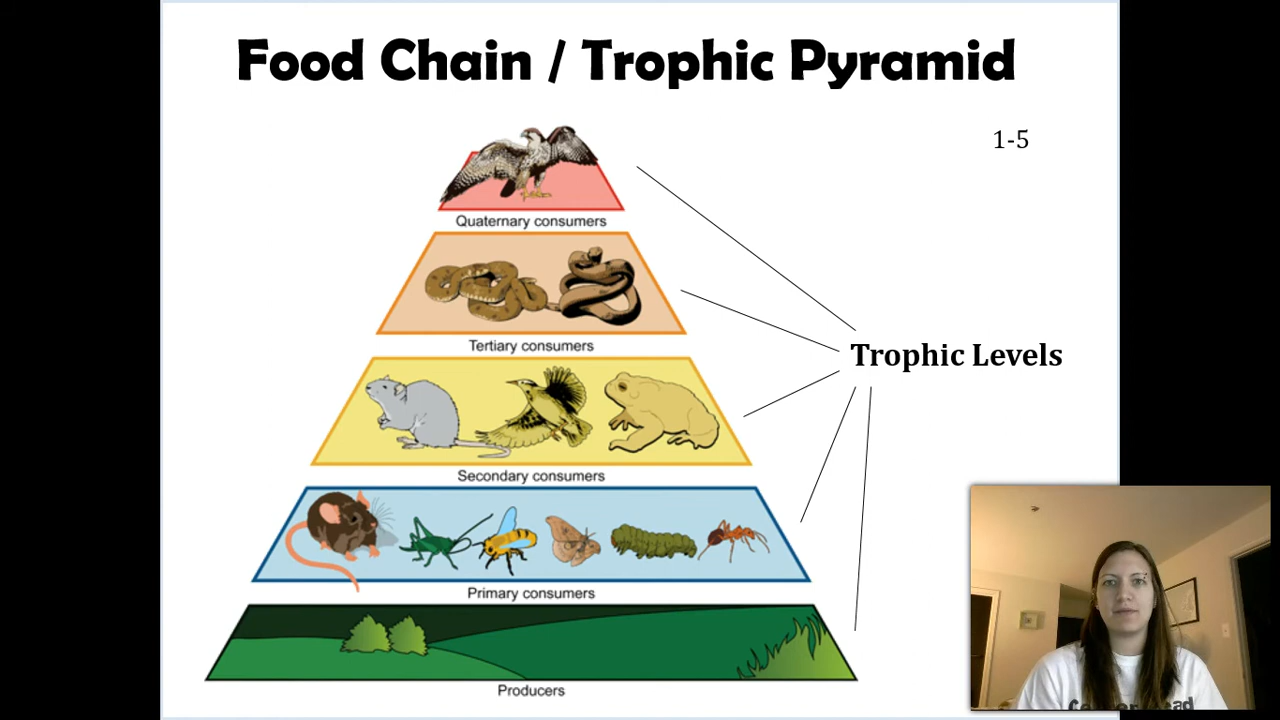 Food Chain / Trophic Pyramid
1-5
Quaternary consumers
Tertiary consumers
Trophic Levels
Secondary consumers
Primary consumers
Producers